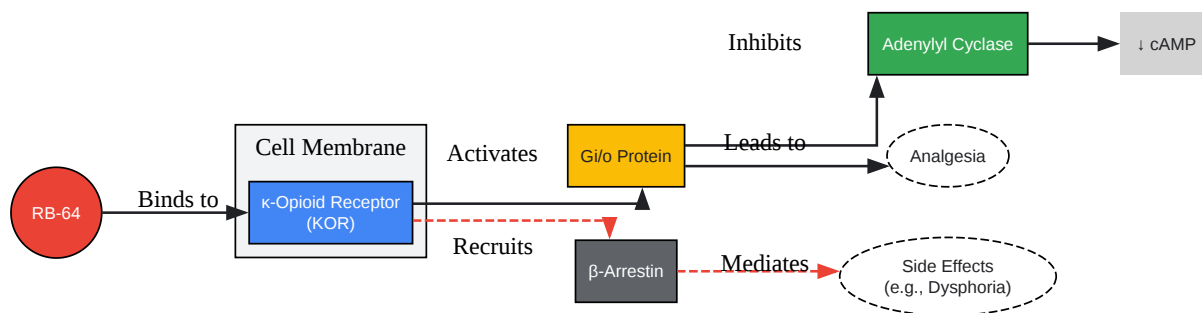 Inhibits
Adenylyl Cyclase
↓ cAMP
Cell Membrane
Activates
Gi/o Protein
Leads to
Analgesia
RB-64
Binds to
κ-Opioid Receptor
(KOR)
Recruits
β-Arrestin
Mediates
Side Effects
(e.g., Dysphoria)